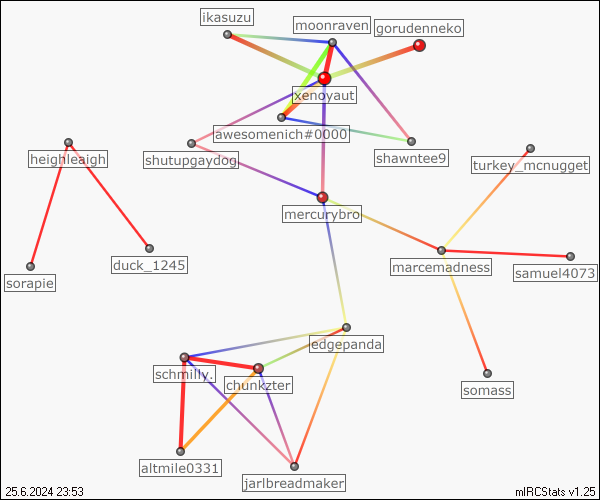 ikasuzu
moonraven
gorudenneko
xenoyaut
awesomenich#0000
heighleaigh
shutupgaydog
shawntee9
turkey_mcnugget
mercurybro
duck_1245
marcemadness
samuel4073
sorapie
edgepanda
schmilly.
chunkzter
somass
altmile0331
jarlbreadmaker
25.6.2024 23:53
mIRCStats v1.25